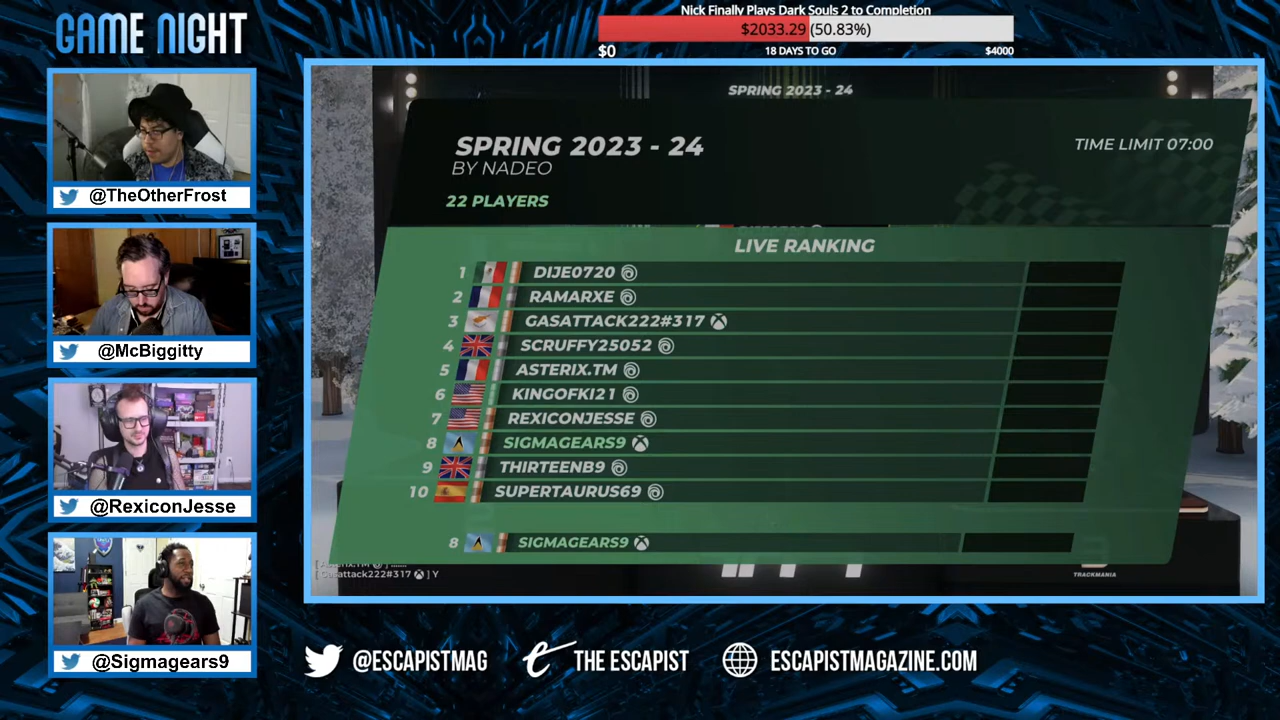 GAME NIGHT
Nick Finally Plays Dark Souls 2 to Completion
$2033.29 (50.83%)
$0
18 DAYS TO GO
$4000
@TheOtherFrost
@McBiggitty
@RexiconJesse
@Sigmagears9
SPRING 2023 - 24
SPRING 2023 - 24
BY NADEO
TIME LIMIT 07:00
22 PLAYERS
LIVE RANKING
1 DIJE0720
2 RAMARXE
3 GASATTACK222#317
4 SCRUFFY25052
5 ASTERIX.TM
6 KINGOFKI21
7 REXICONJESSE
8 SIGMAGEARS9
9 THIRTEENB9
10 SUPERTAURUS69
8 SIGMAGEARS9
[ Gasattack222#317 ] Y
TRACKMANIA
@ESCAPISTMAG
THE ESCAPIST
ESCAPISTMAGAZINE.COM